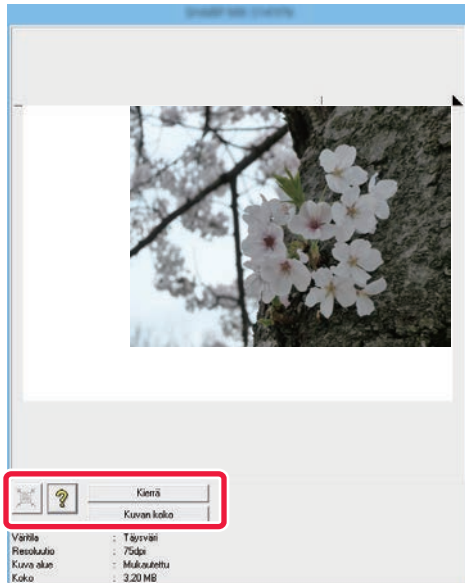 Kierrä
Kuvan koko
Väritila : Täysväri
Resoluutio : 75dpi
Kuva alue : Mukautettu
Koko : 3,20 MB